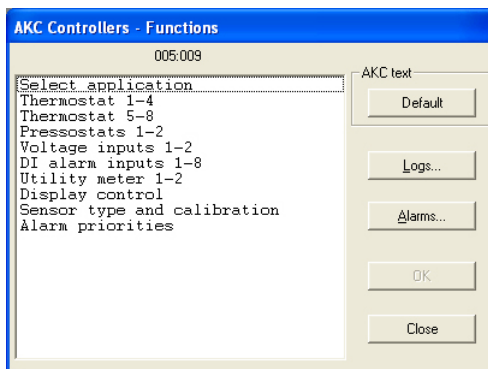 AKC Controllers - Functions
005:009
Select application
Thermostat 1-4
Thermostat 5-8
Pressostats 1-2
Voltage inputs 1-2
DI alarm inputs 1-8
Utility meter 1-2
Display control
Sensor type and calibration
Alarm priorities
AKC text
Default
Logs...
Alarms...
OK
Close